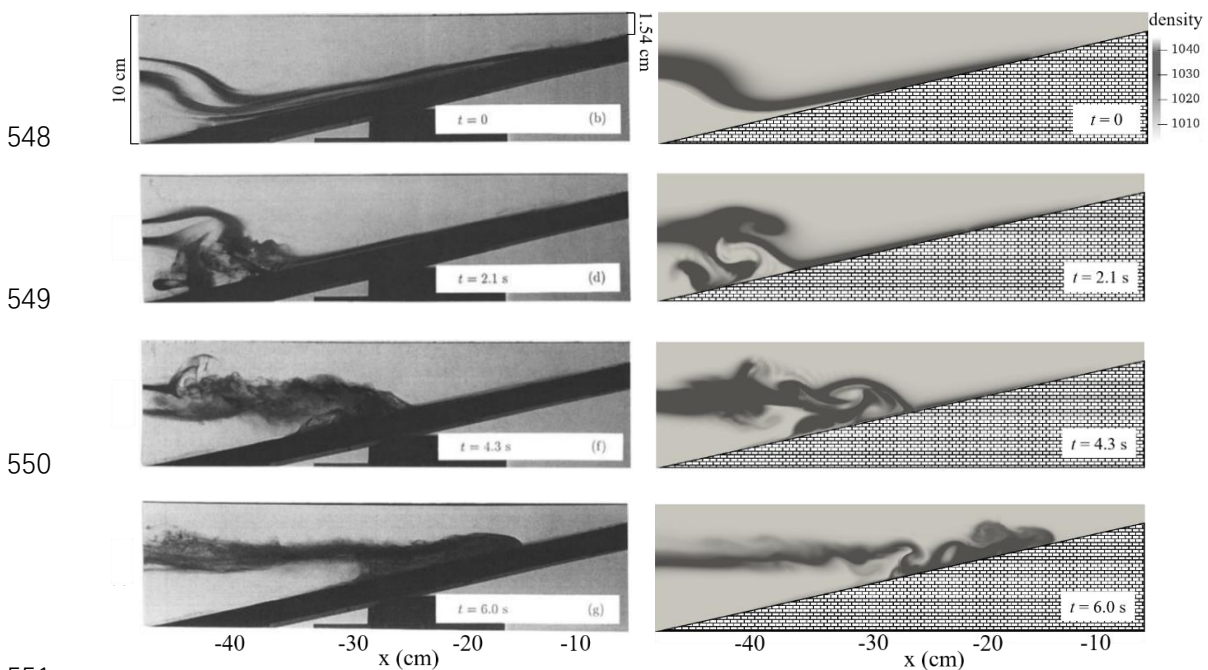 10 cm
1.54 cm
density
1040
1030
1020
1010
548
t = 0 (b)
t = 0
549
t = 2.1 s (d)
t = 2.1 s
550
t = 4.3 s (f)
t = 4.3 s
t = 6.0 s (g)
t = 6.0 s
-40 -30 -20 -10
x (cm)
-40 -30 -20 -10
x (cm)